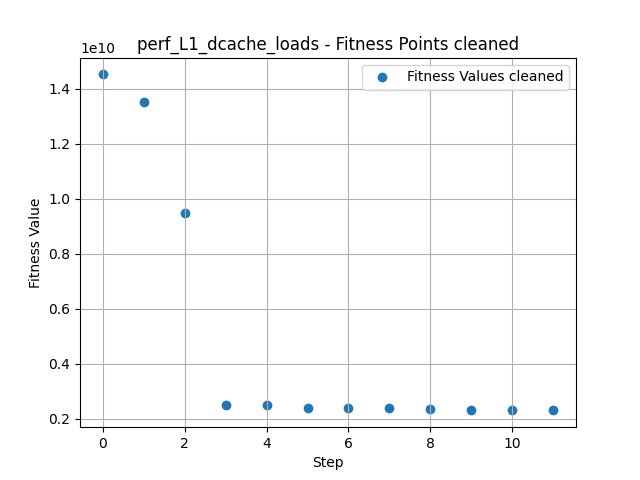 perf_L1_dcache_loads - Fitness Points cleaned
1e10
Fitness Values cleaned
1.4
1.2
1.0
0.8
0.6
0.4
0.2
Fitness Value
0 2 4 6 8 10
Step